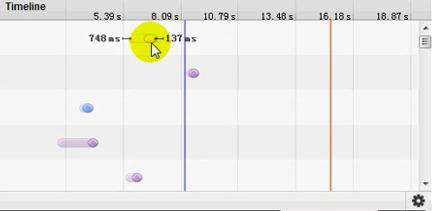 Timeline
5.39 s 8.09 s 10.79 s 13.48 s 16.18 s 18.87 s
748 ms 137 ms